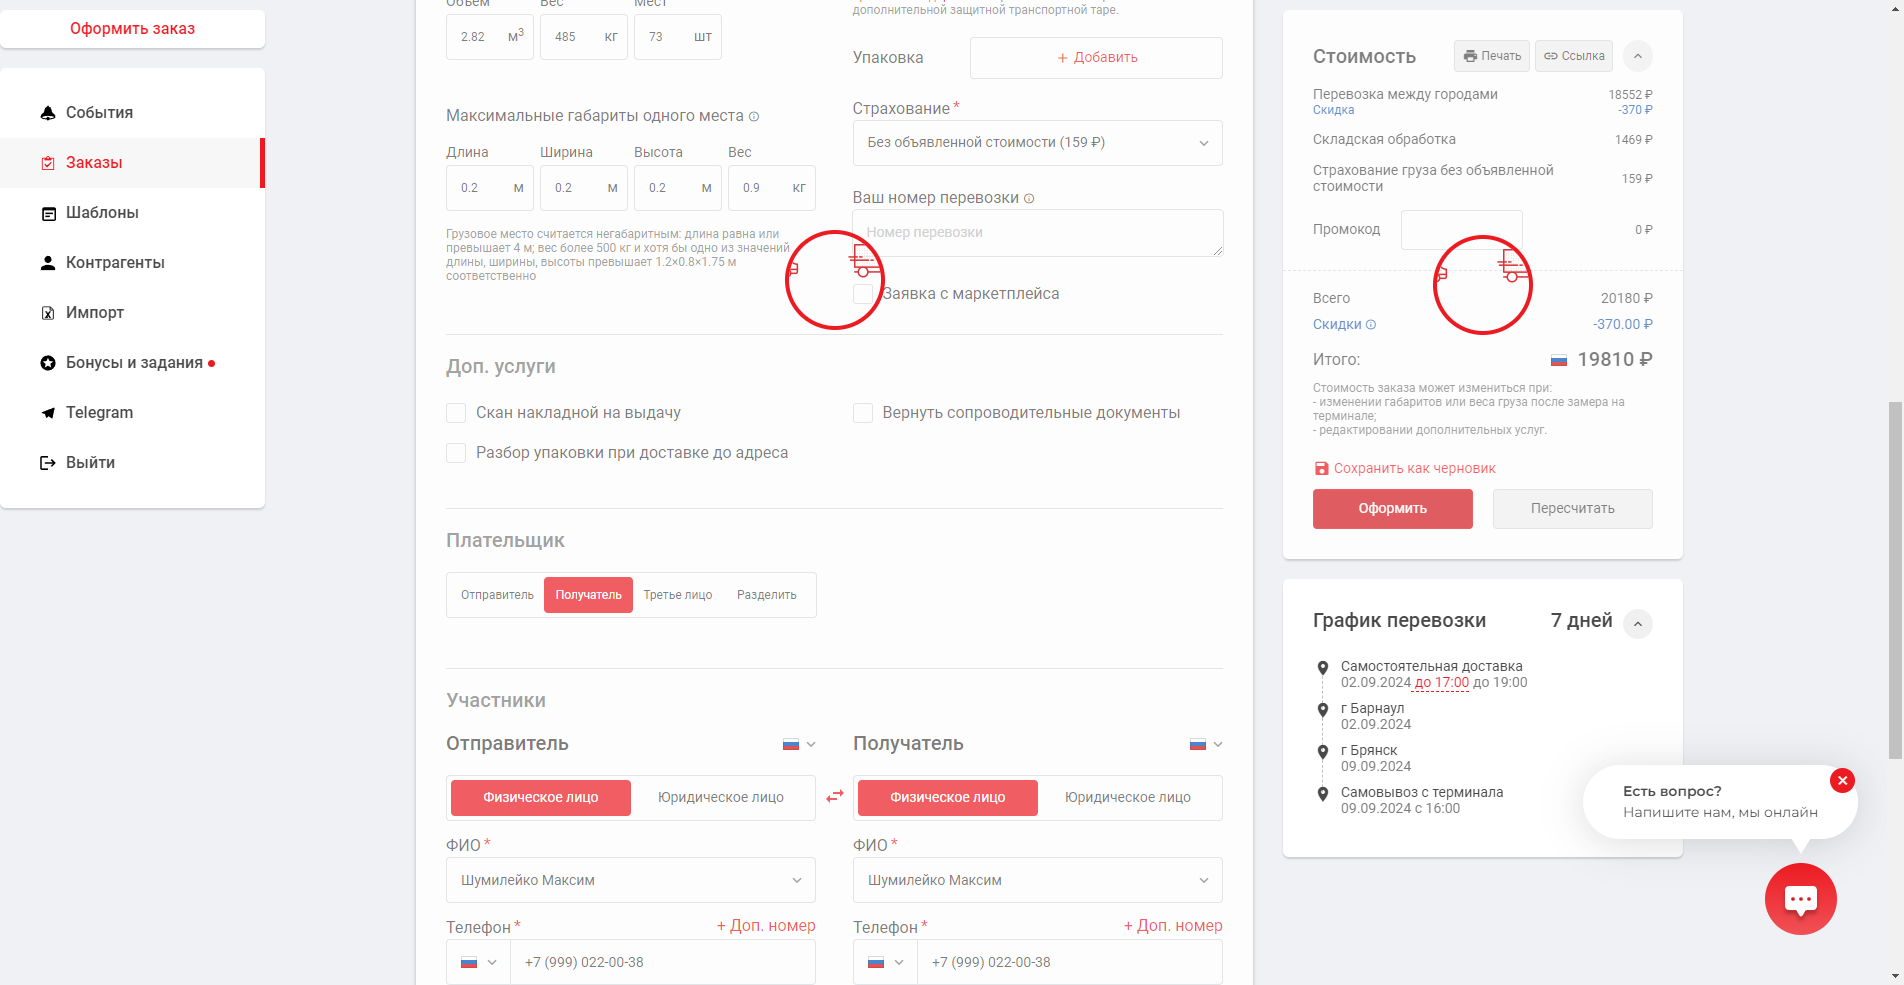 Оформить заказ
События
Заказы
Шаблоны
Контрагенты
Импорт
Бонусы и задания
Telegram
Выйти
Объем Вес Мест
2.82 м3 485 кг 73 шт
Максимальные габариты одного места
Длина Ширина Высота Вес
0.2 м 0.2 м 0.2 м 0.9 кг
Грузовое место считается негабаритным: длина равна или
превышает 4 м; вес более 500 кг и хотя бы одно из значений
длины, ширины, высоты превышает 1.2×0.8×1.75 м
соответственно
дополнительной защитной транспортной таре.
Упаковка + Добавить
Страхование *
Без объявленной стоимости (159 ₽)
Ваш номер перевозки
Номер перевозки
Заявка с маркетплейса
Доп. услуги
Скан накладной на выдачу
Вернуть сопроводительные документы
Разбор упаковки при доставке до адреса
Плательщик
Отправитель Получатель Третье лицо Разделить
Участники
Отправитель
Физическое лицо Юридическое лицо
ФИО *
Шумилейко Максим
Телефон * + Доп. номер
+7 (999) 022-00-38
Получатель
Физическое лицо Юридическое лицо
ФИО *
Шумилейко Максим
Телефон * + Доп. номер
+7 (999) 022-00-38
Стоимость Печать Ссылка
Перевозка между городами 18552 ₽
Скидка -370 ₽
Складская обработка 1469 ₽
Страхование груза без объявленной
стоимости 159 ₽
Промокод 0 ₽
Всего 20180 ₽
Скидки -370.00 ₽
Итого: 19810 ₽
Стоимость заказа может измениться при:
- изменении габаритов или веса груза после замера на
терминале;
- редактировании дополнительных услуг.
Сохранить как черновик
Оформить Пересчитать
График перевозки 7 дней
Самостоятельная доставка
02.09.2024 до 17:00 до 19:00
г Барнаул
02.09.2024
г Брянск
09.09.2024
Самовывоз с терминала
09.09.2024 с 16:00
Есть вопрос?
Напишите нам, мы онлайн